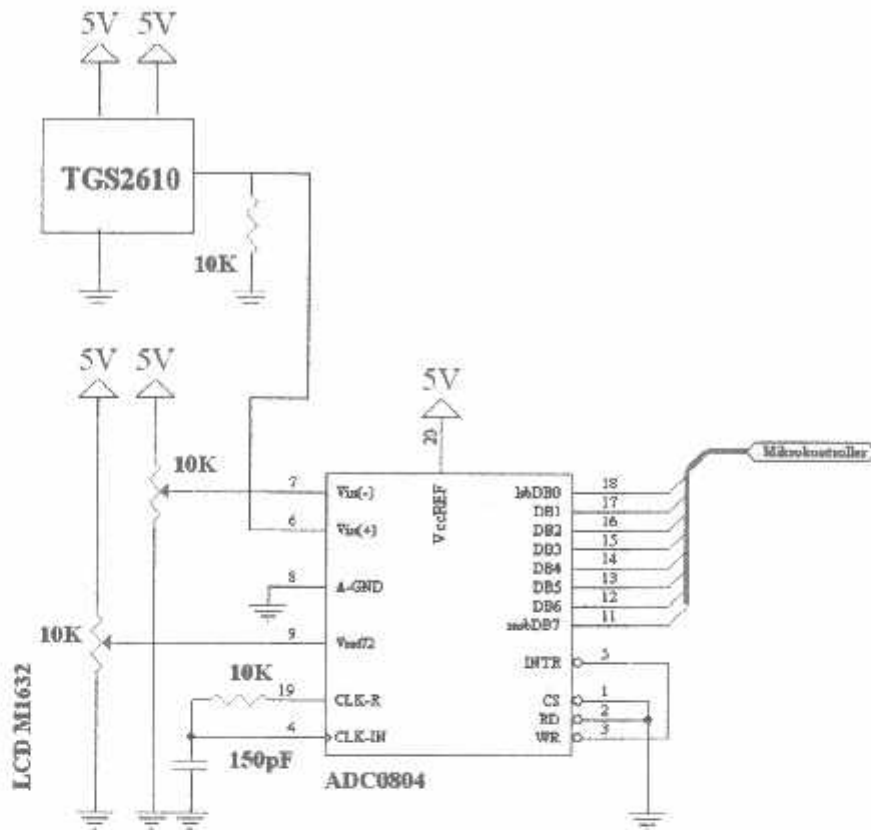 5V 5V
TGS2610
10K
5V 5V
5V
20
Mikrokontroller
10K
7 Vin(-)
6 Vin(+)
VccREF
lsbDB0 18
DB1 17
DB2 16
DB3 15
DB4 14
DB5 13
DB6 12
msbDB7 11
8 A-GND
10K
9 Vref/2
INTR 5
10K
19 CLK-R
CS 1
RD 2
4 CLK-IN
WR 3
150pF
ADC0804
LCD M1632